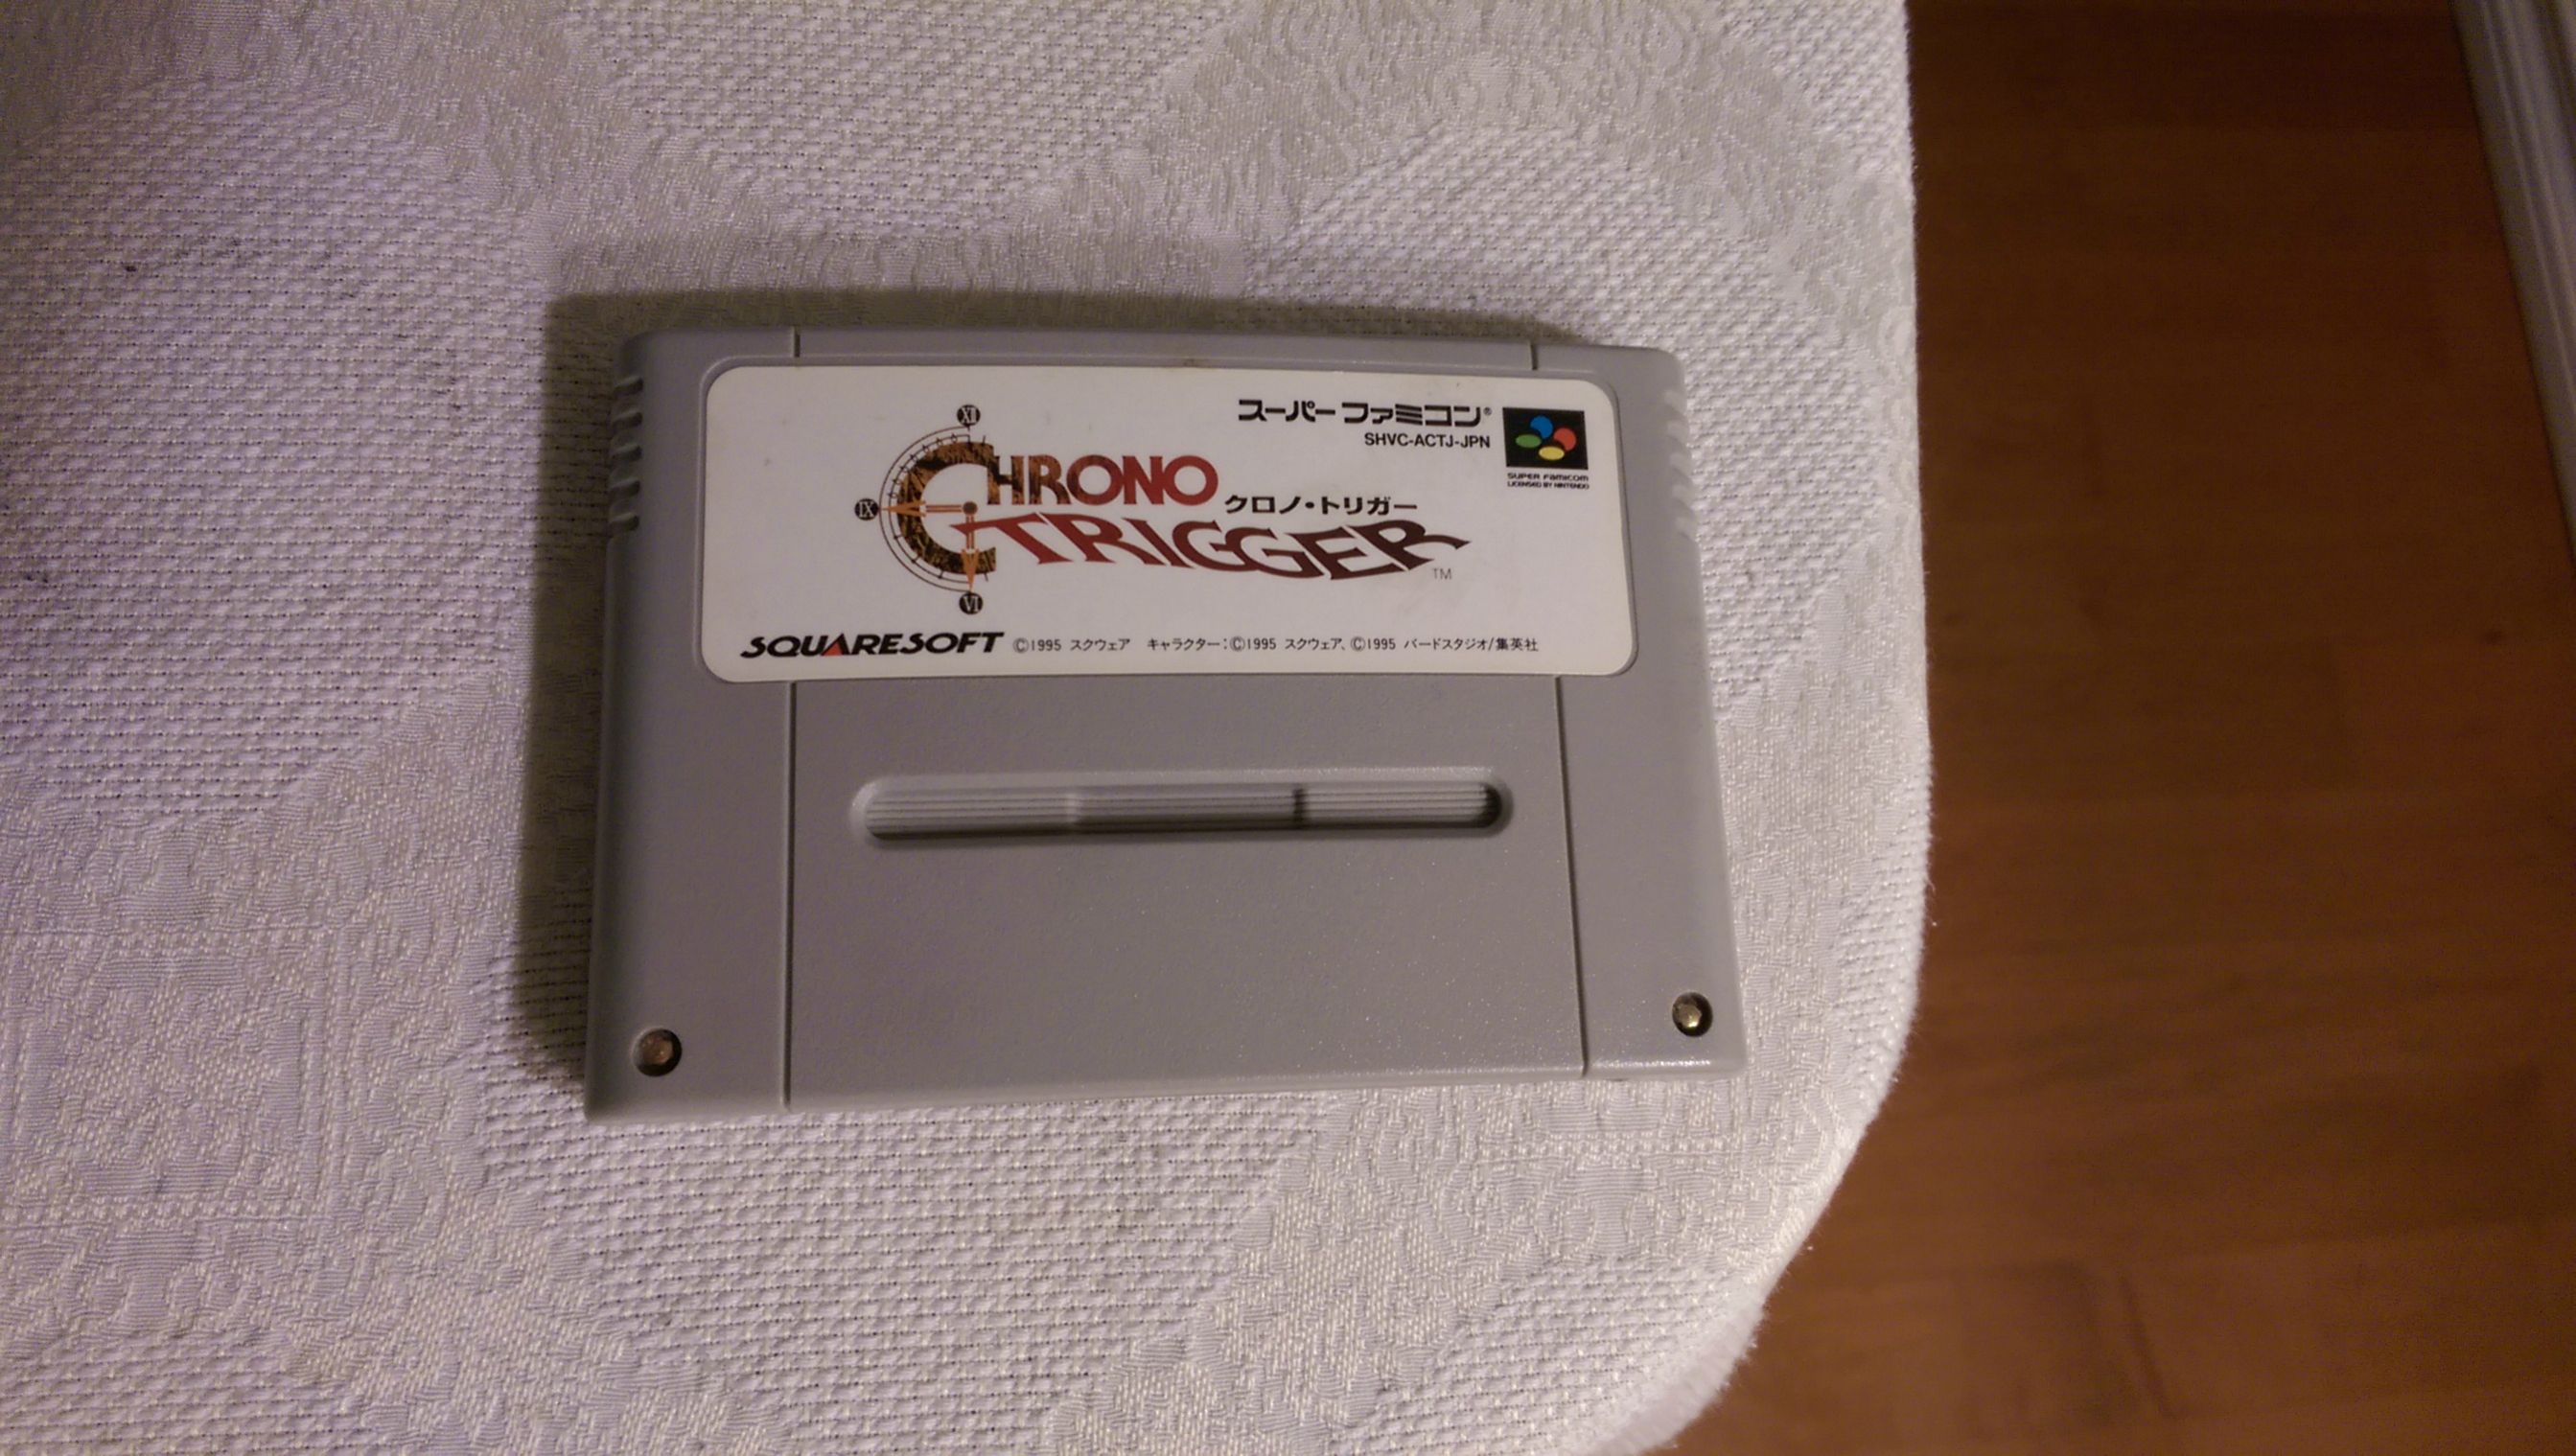 スーパーファミコン®
SHVC-ACTJ-JPN
SUPER FAMICOM
LICENSED BY NINTENDO
XII
IX
VI
CHRONO
クロノ・トリガー
TRIGGER™
SQUARESOFT ©1995 スクウェア キャラクター:©1995 スクウェア、©1995 バードスタジオ/集英社